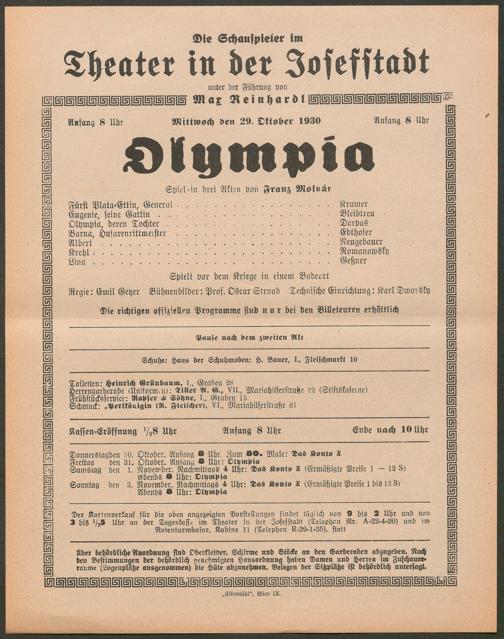 Die Schauspieler im
Theater in der Josefstadt
unter der Führung von
Max Reinhardt
Anfang 8 Uhr Mittwoch den 29. Oktober 1930 Anfang 8 Uhr
Olympia
Spiel in drei Akten von Franz Molnár
Fürst Plata-Ettin, General Kramer
Eugenie, seine Gattin Bleibtreu
Olympia, deren Tochter Darvas
Barna, Husarenrittmeister Edthofer
Albert Neugebauer
Krehl Romanowsky
Lina Geßner
Spielt vor dem Kriege in einem Badeort
Regie: Emil Geyer Bühnenbilder: Prof. Oscar Strnad Technische Einrichtung: Karl Dworsky
Die richtigen offiziellen Programme sind nur bei den Billeteuren erhältlich
Pause nach dem zweiten Akt
Schuhe: Haus der Schuhmoden: H. Bauer, I., Fleischmarkt 10
Toiletten: Heinrich Grünbaum, I., Graben 26
Herrengarderobe (Uniformen): Tiller A. G., VII., Mariahilferstraße 22 (Stiftskaserne)
Frühstückservice: Rasper & Söhne, I., Graben 15
Schmuck: „Perlkönigin (R. Fleischer), VI., Mariahilferstraße 81
Kassen-Eröffnung ½8 Uhr Anfang 8 Uhr Ende nach 10 Uhr
Donnerstag den 30. Oktober. Anfang 8 Uhr. Zum 80. Male: Das Konto X
Freitag den 31. Oktober. Anfang 8 Uhr: Olympia
Samstag den 1. November. Nachmittags 4 Uhr: Das Konto X (Ermäßigte Preise 1 — 12 S)
Abends 8 Uhr: Olympia
Sonntag den 2. November. Nachmittags 4 Uhr: Das Konto X (Ermäßigte Preise 1 bis 12 S)
Abends 8 Uhr: Olympia
Der Kartenverkauf für die oben angezeigten Vorstellungen findet täglich von 9 bis 2 Uhr und von
3 bis ½5 Uhr an der Tageskasse im Theater in der Josefstadt (Telephon Nr. A-22-4-20) und im
Rotenturmbasar, Kabine 11 (Telephon R-29-1-35), statt
Über behördliche Anordnung sind Oberkleider, Schirme und Stöcke an den Garderoben abzugeben. Nach
den Bestimmungen der behördlich genehmigten Hausordnung haben Damen und Herren im Zuschauer-
raume (Logenplätze ausgenommen) die Hüte abzunehmen. Belegen der Sitzplätze ist behördlich untersagt.
„Elbemühl“, Wien IX.